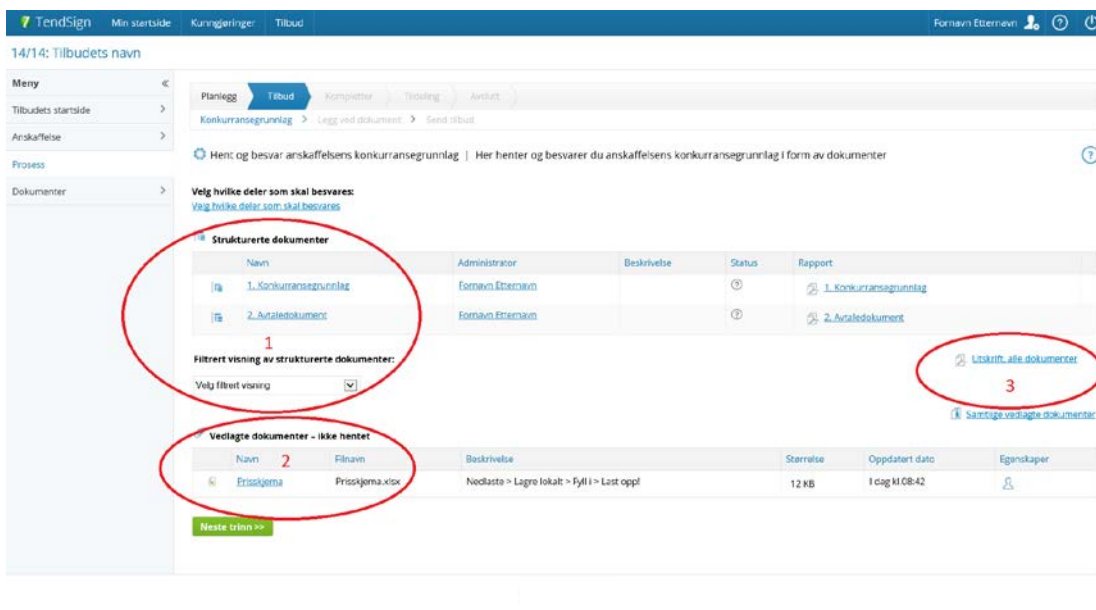 TendSign Min startside Kunngjøringer Tilbud Fornavn Etternavn
14/14: Tilbudets navn
Meny
Tilbudets startside
Anskaffelse
Prosess
Dokumenter
Planlegg Tilbud Kompletter Tildeling Avslutt
Konkurransegrunnlag > Legg ved dokument > Send tilbud
Hent og besvar anskaffelsens konkurransegrunnlag | Her henter og besvarer du anskaffelsens konkurransegrunnlag i form av dokumenter
Velg hvilke deler som skal besvares:
Velg hvilke deler som skal besvares
Strukturerte dokumenter
Navn Administrator Beskrivelse Status Rapport
1. Konkurransegrunnlag Fornavn Etternavn 1. Konkurransegrunnlag
2. Avtaledokument Fornavn Etternavn 2. Avtaledokument
1
Filtrert visning av strukturerte dokumenter:
Utskrift, alle dokumenter
Velg filtrert visning
3
Samtlige vedlagte dokumenter
Vedlagte dokumenter – ikke hentet
Navn 2 Filnavn Beskrivelse Størrelse Oppdatert dato Egenskaper
Prisskjema Prisskjema.xlsx Nedlaste > Lagre lokalt > Fyll i > Last opp! 12 KB I dag kl.08:42
Neste trinn >>